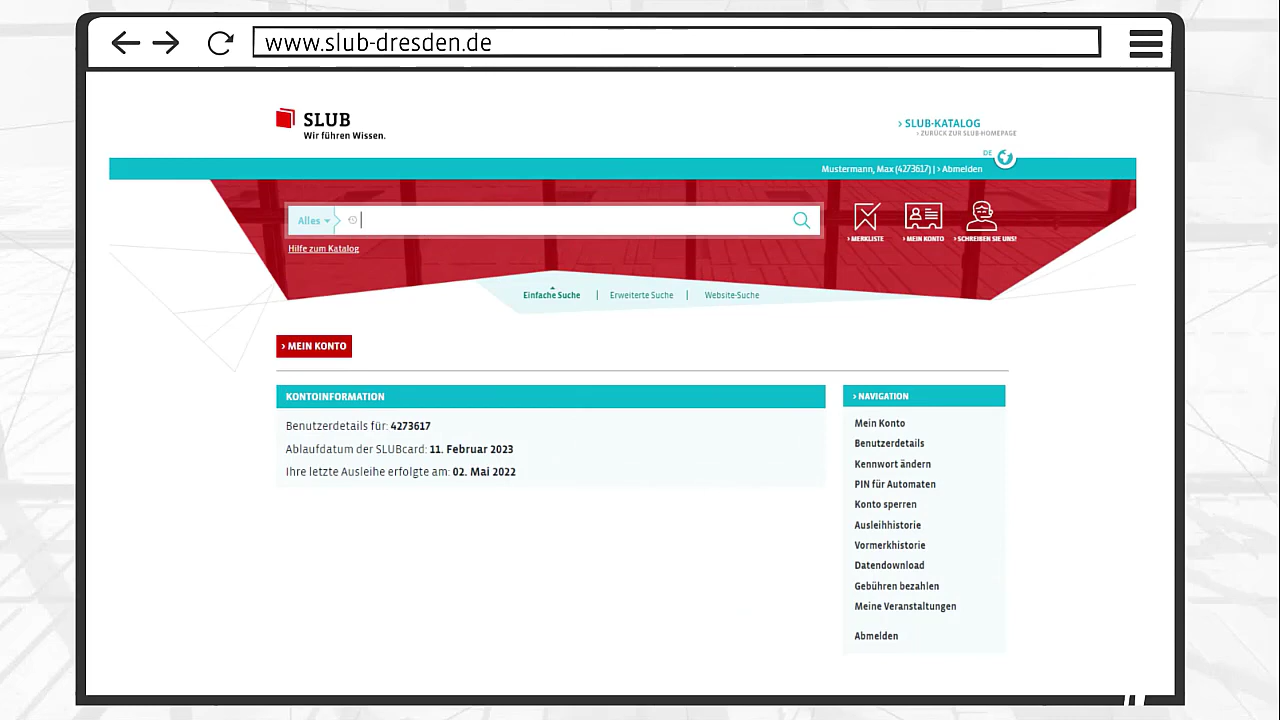 www.slub-dresden.de
SLUB
Wir führen Wissen.
› SLUB-KATALOG
› ZURÜCK ZUR SLUB-HOMEPAGE
DE
Mustermann, Max (4273617) | › Abmelden
Alles
Hilfe zum Katalog
› MERKLISTE
› MEIN KONTO
› SCHREIBEN SIE UNS!
Einfache Suche | Erweiterte Suche | Website-Suche
› MEIN KONTO
KONTOINFORMATION
Benutzerdetails für: 4273617
Ablaufdatum der SLUBcard: 11. Februar 2023
Ihre letzte Ausleihe erfolgte am: 02. Mai 2022
› NAVIGATION
Mein Konto
Benutzerdetails
Kennwort ändern
PIN für Automaten
Konto sperren
Ausleihhistorie
Vormerkhistorie
Datendownload
Gebühren bezahlen
Meine Veranstaltungen
Abmelden